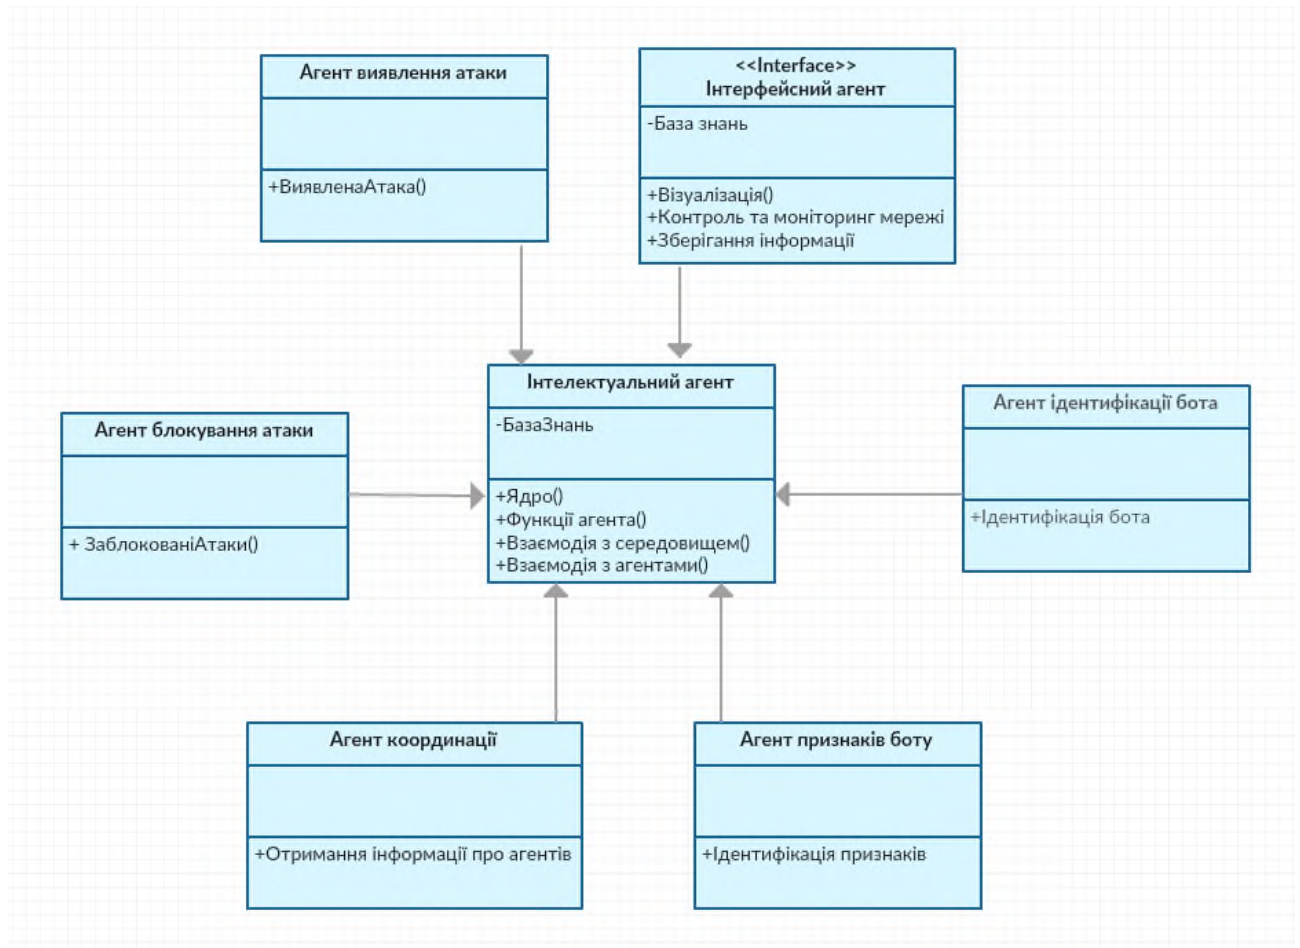 Агент виявлення атаки
+ВиявленаАтака()
<<Interface>>
Інтерфейсний агент
-База знань
+Візуалізація()
+Контроль та моніторинг мережі
+Зберігання інформації
Інтелектуальний агент
-БазаЗнань
+Ядро()
+Функції агента()
+Взаємодія з середовищем()
+Взаємодія з агентами()
Агент блокування атаки
+ ЗаблокованіАтаки()
Агент ідентифікації бота
+Ідентифікація бота
Агент координації
+Отримання інформації про агентів
Агент признаків боту
+Ідентифікація признаків